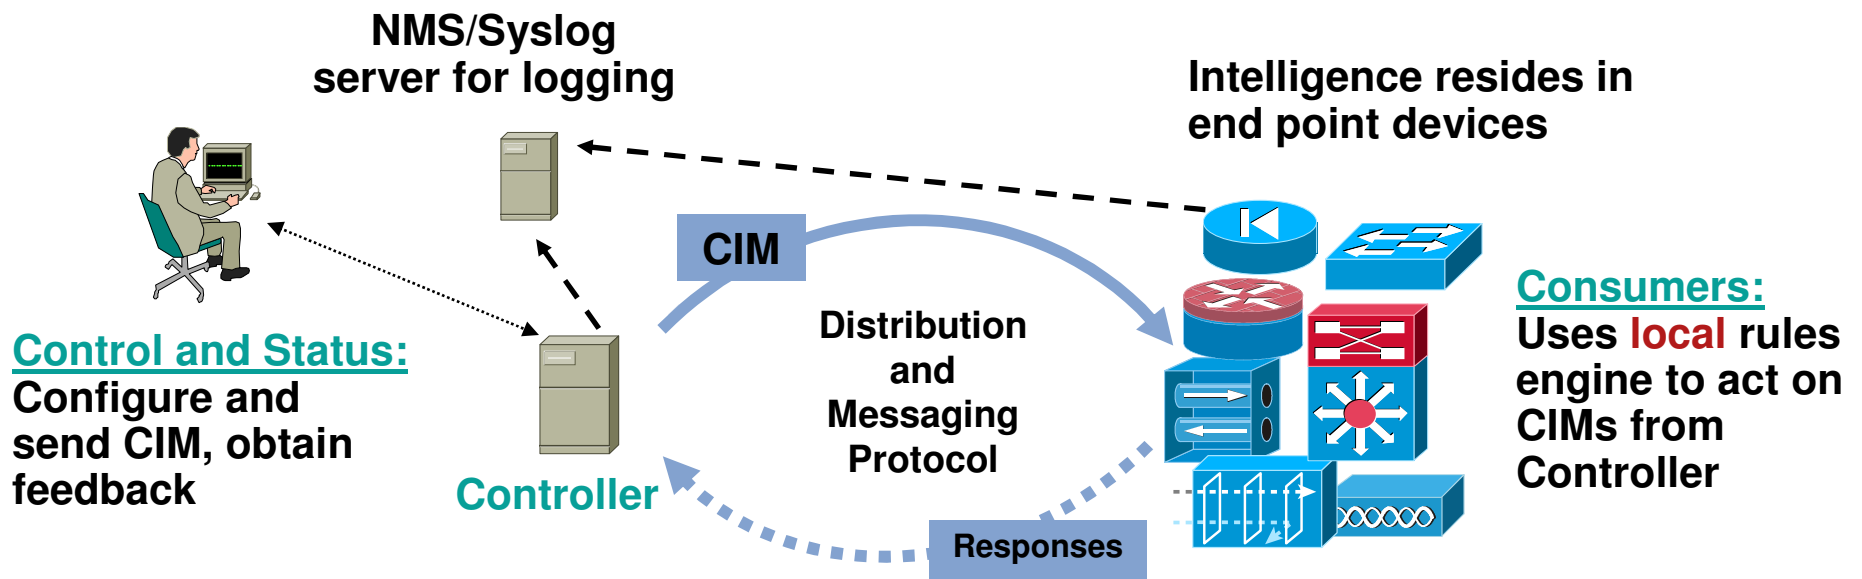 NMS/Syslog
server for logging
Intelligence resides in
end point devices
CIM
Distribution
and
Messaging
Protocol
Control and Status:
Configure and
send CIM, obtain
feedback
Controller
Responses
Consumers:
Uses local rules
engine to act on
CIMs from
Controller